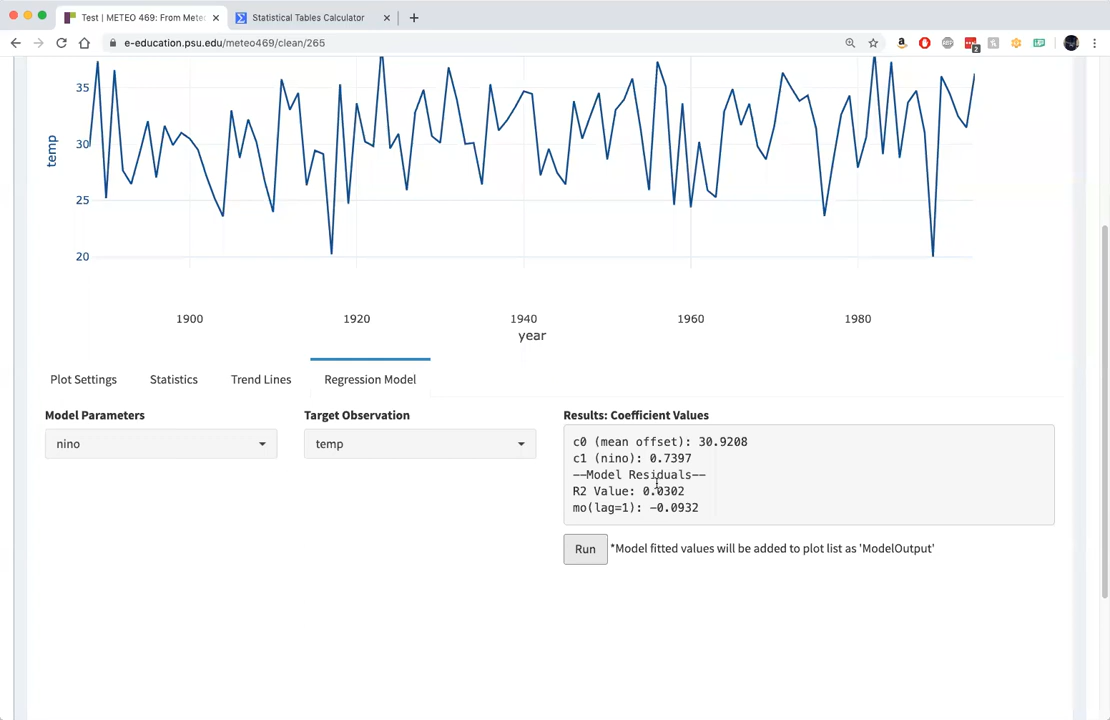 Test | METEO 469: From Mete
Statistical Tables Calculator
e-education.psu.edu/meteo469/clean/265
2
35
30
25
20
temp
1900 1920 1940 1960 1980
year
Plot Settings Statistics Trend Lines Regression Model
Model Parameters Target Observation Results: Coefficient Values
nino temp
c0 (mean offset): 30.9208
c1 (nino): 0.7397
--Model Residuals--
R2 Value: 0.0302
mo(lag=1): -0.0932
Run *Model fitted values will be added to plot list as 'ModelOutput'